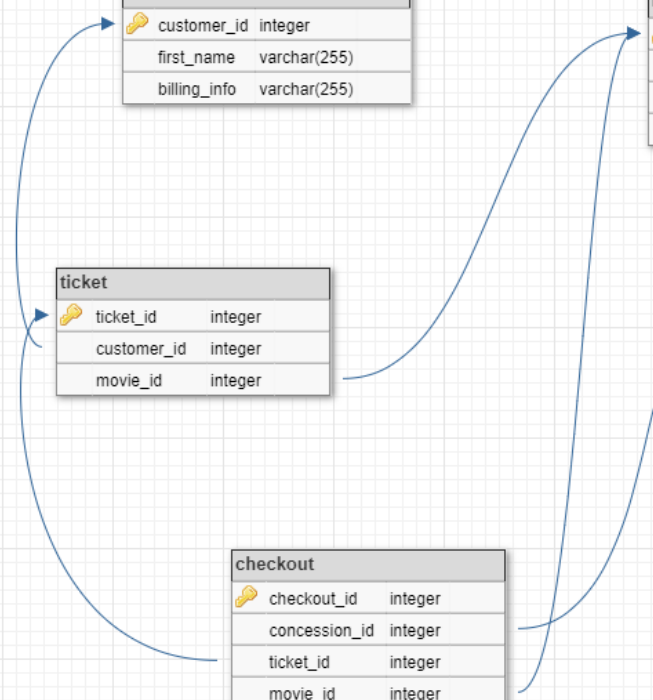 customer_id integer
first_name varchar(255)
billing_info varchar(255)
ticket
ticket_id integer
customer_id integer
movie_id integer
checkout
checkout_id integer
concession_id integer
ticket_id integer
movie_id integer